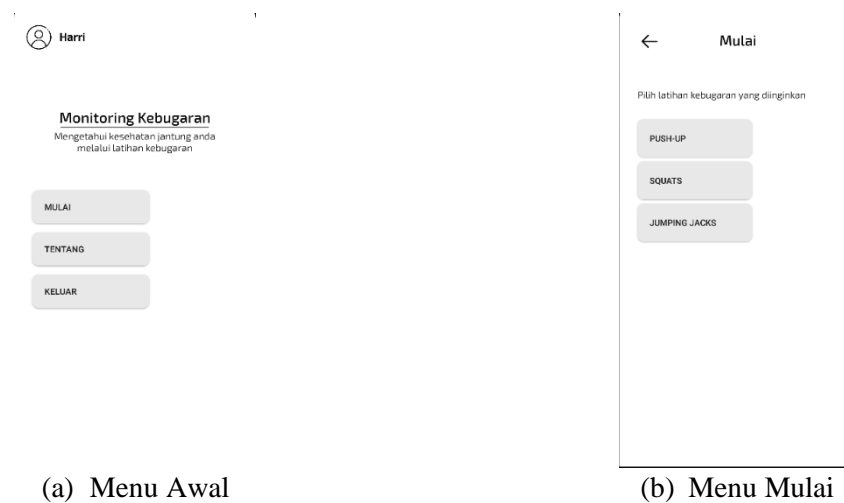 Harri
Monitoring Kebugaran
Mengetahui kesehatan jantung anda
melalui latihan kebugaran
MULAI
TENTANG
KELUAR
(a) Menu Awal
Mulai
Pilih latihan kebugaran yang diinginkan
PUSH-UP
SQUATS
JUMPING JACKS
(b) Menu Mulai